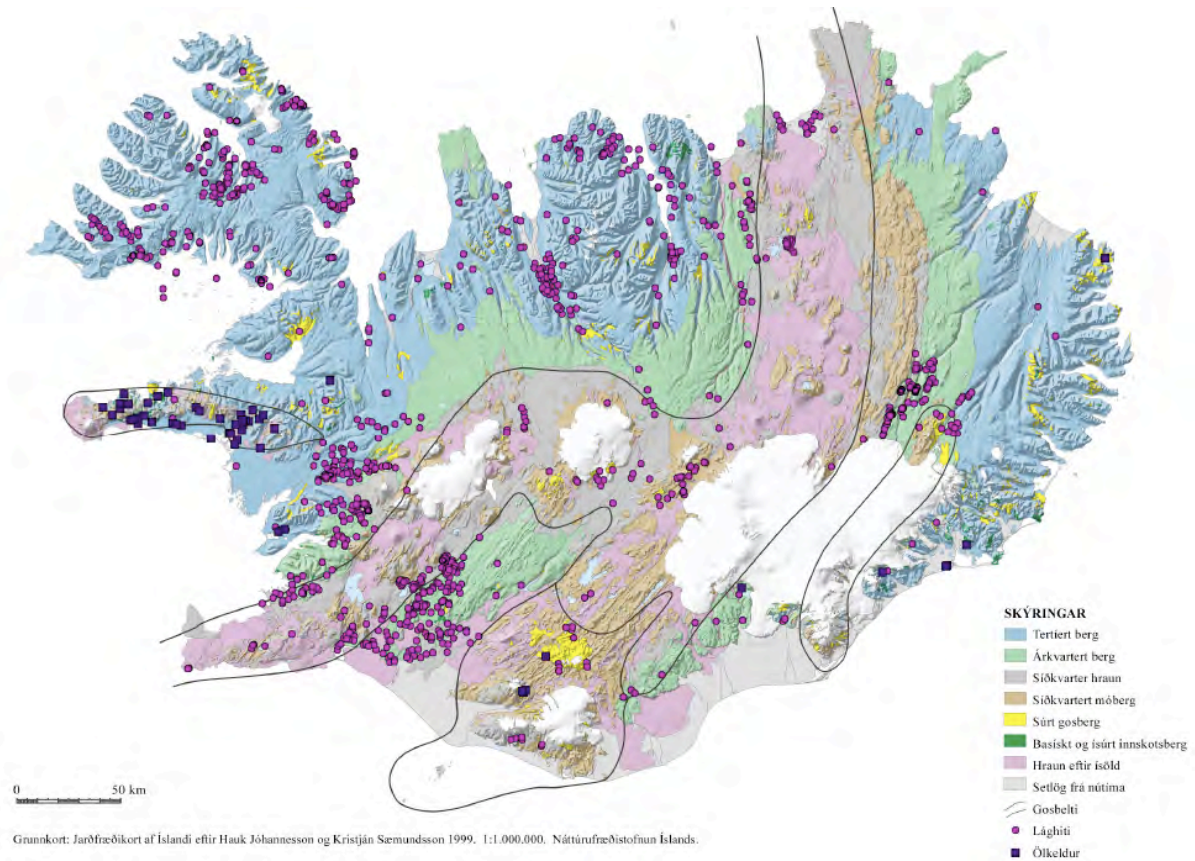 SKÝRINGAR
Tertíert berg
Árkvartert berg
Síðkvarter hraun
Síðkvartert móberg
Súrt gosberg
Basískt og ísúrt innskotsberg
Hraun eftir ísöld
Setlög frá nútíma
Gosbelti
Lághiti
Ölkeldur
0 50 km
Grunnkort: Jarðfræðikort af Íslandi eftir Hauk Jóhannesson og Kristján Sæmundsson 1999. 1:1.000.000. Náttúrufræðistofnun Íslands.